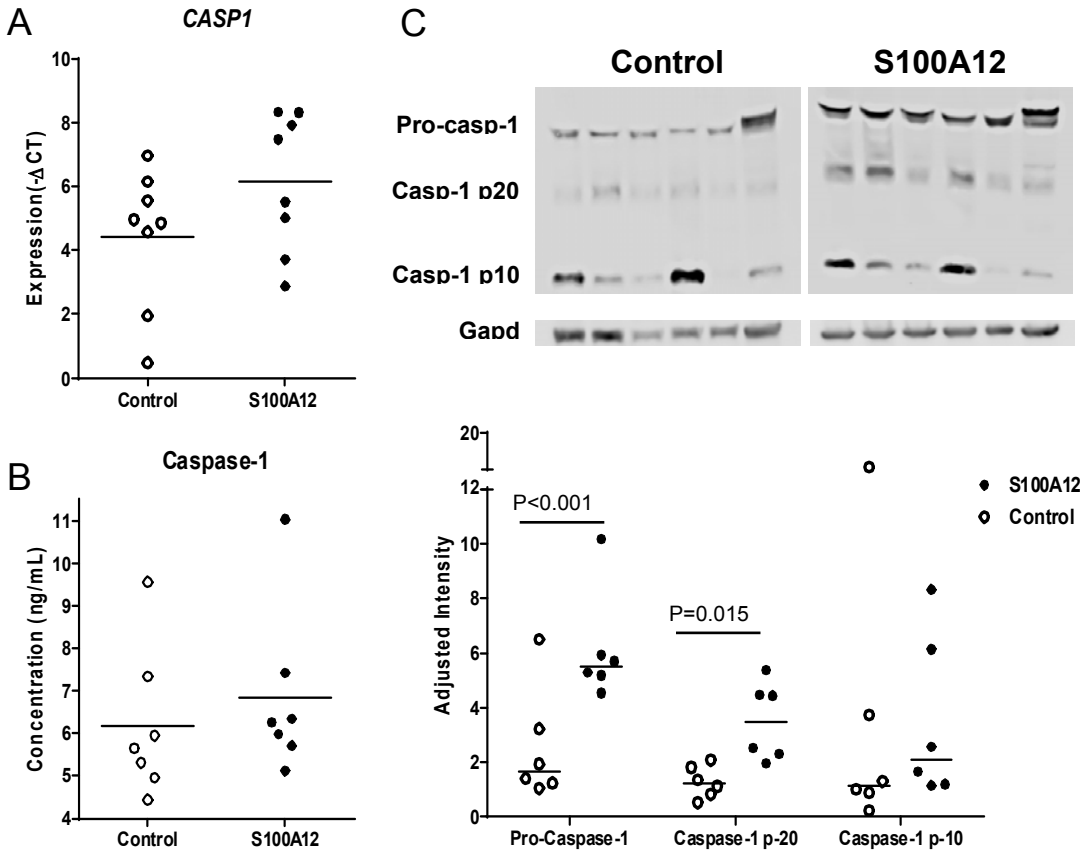 A
CASP1
Expression(-Δ CT)
10
8
6
4
2
0
Control
S100A12
B
Caspase-1
Concentration (ng/mL)
11
10
9
8
7
6
5
4
Control
S100A12
C
Control
S100A12
Pro-casp-1
Casp-1 p20
Casp-1 p10
Gapd
Adjusted Intensity
20
12
10
8
6
4
2
0
P<0.001
P=0.015
S100A12
Control
Pro-Caspase-1
Caspase-1 p-20
Caspase-1 p-10